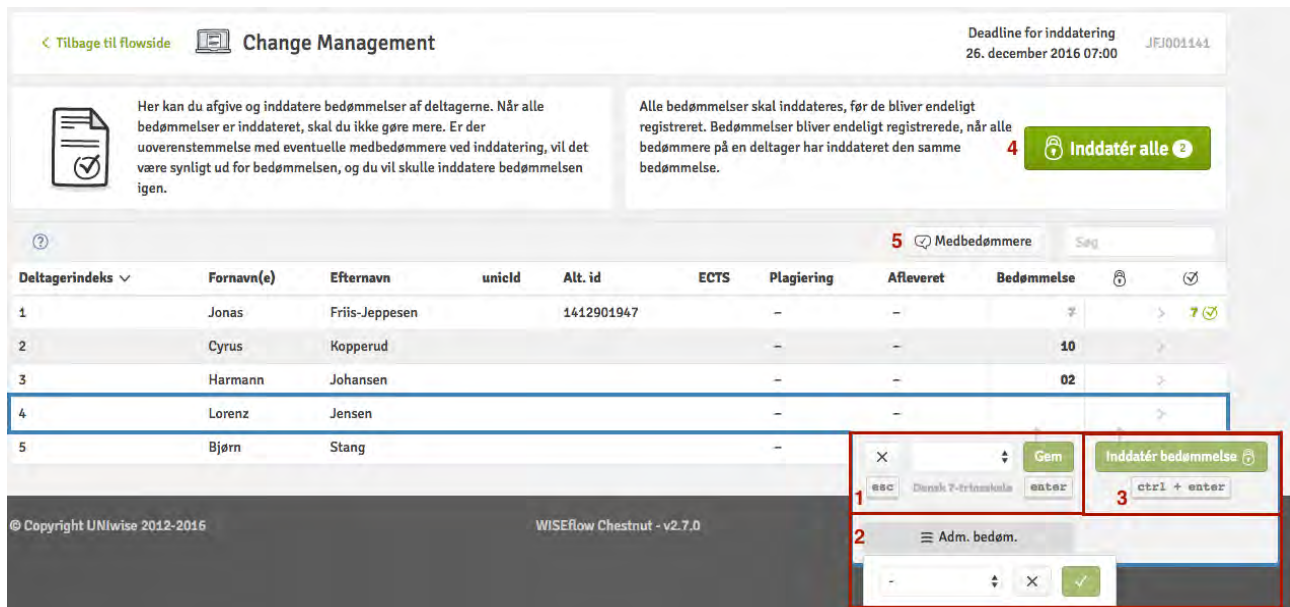 < Tilbage til flowside
Change Management
Deadline for inddatering
26. december 2016 07:00
JFJ001141
Her kan du afgive og inddatere bedømmelser af deltagerne. Når alle
bedømmelser er inddateret, skal du ikke gøre mere. Er der
uoverenstemmelse med eventuelle medbedømmere ved inddatering, vil det
være synligt ud for bedømmelsen, og du vil skulle inddatere bedømmelsen
igen.
Alle bedømmelser skal inddateres, før de bliver endeligt
registreret. Bedømmelser bliver endeligt registrerede, når alle
bedømmere på en deltager har inddateret den samme
bedømmelse.
4 Inddatér alle 2
5 Medbedømmere Søg
Deltagerindeks Fornavn(e) Efternavn unicId Alt. id ECTS Plagiering Afleveret Bedømmelse
1 Jonas Friis-Jeppesen 1412901947 – – 7 > 7
2 Cyrus Kopperud – – 10 >
3 Harmann Johansen – – 02 >
4 Lorenz Jensen – – >
5 Bjørn Stang –
× Gem Inddatér bedømmelse
1 esc Dansk 7-trinsskala enter 3 ctrl + enter
© Copyright UNIwise 2012-2016 WISEflow Chestnut - v2.7.0
2 Adm. bedøm.
- ×